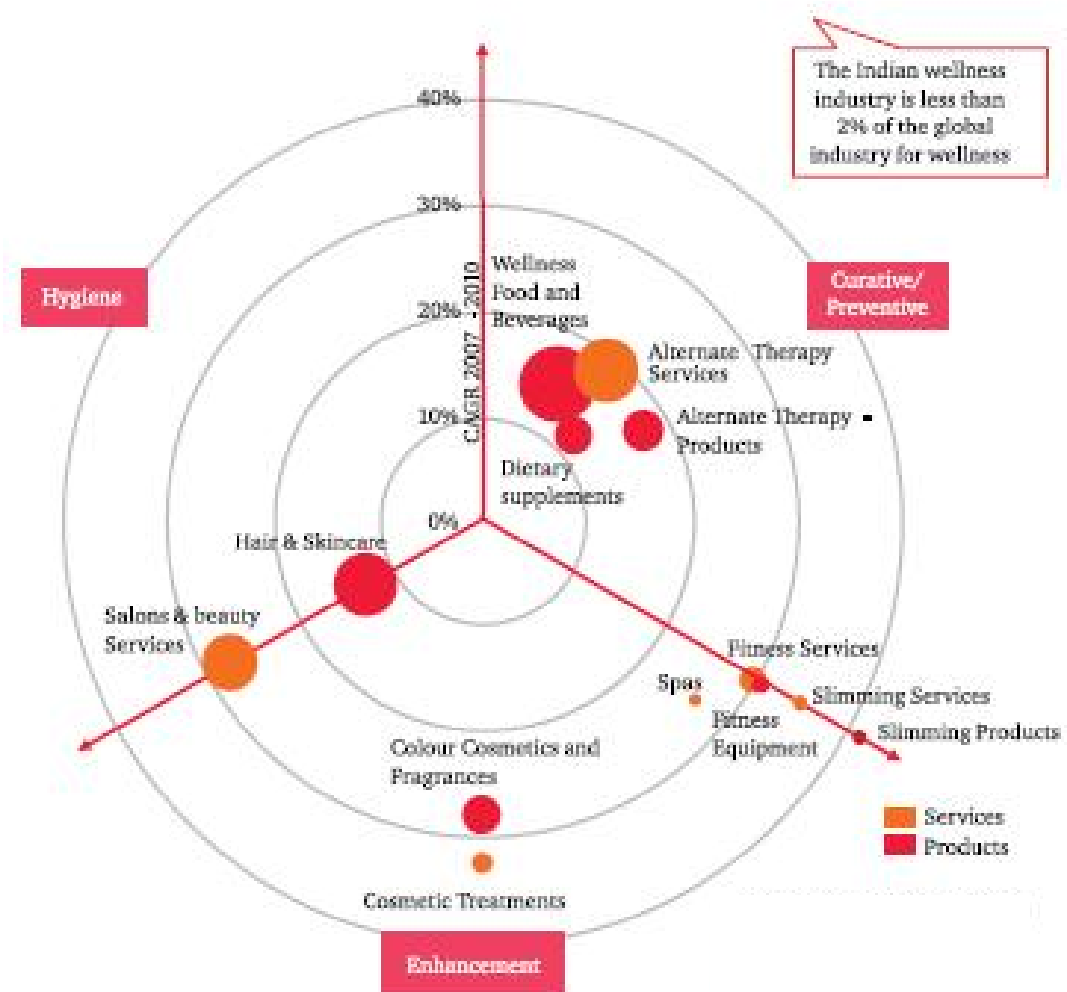 The Indian wellness
industry is less than
2% of the global
industry for wellness
40%
30%
20%
10%
0%
CAGR 2007 -2010
Hygiene
Curative/
Preventive
Wellness
Food and
Beverages
Alternate Therapy
Services
Alternate Therapy -
Products
Dietary
supplements
Hair & Skincare
Salons & beauty
Services
Fitness Services
Spas
Slimming Services
Fitness
Equipment
Slimming Products
Colour Cosmetics and
Fragrances
Services
Products
Cosmetic Treatments
Enhancement